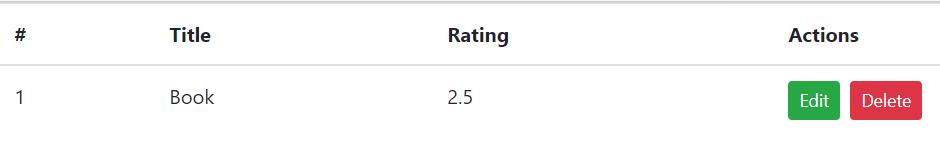 # Title Rating Actions
1 Book 2.5 Edit Delete